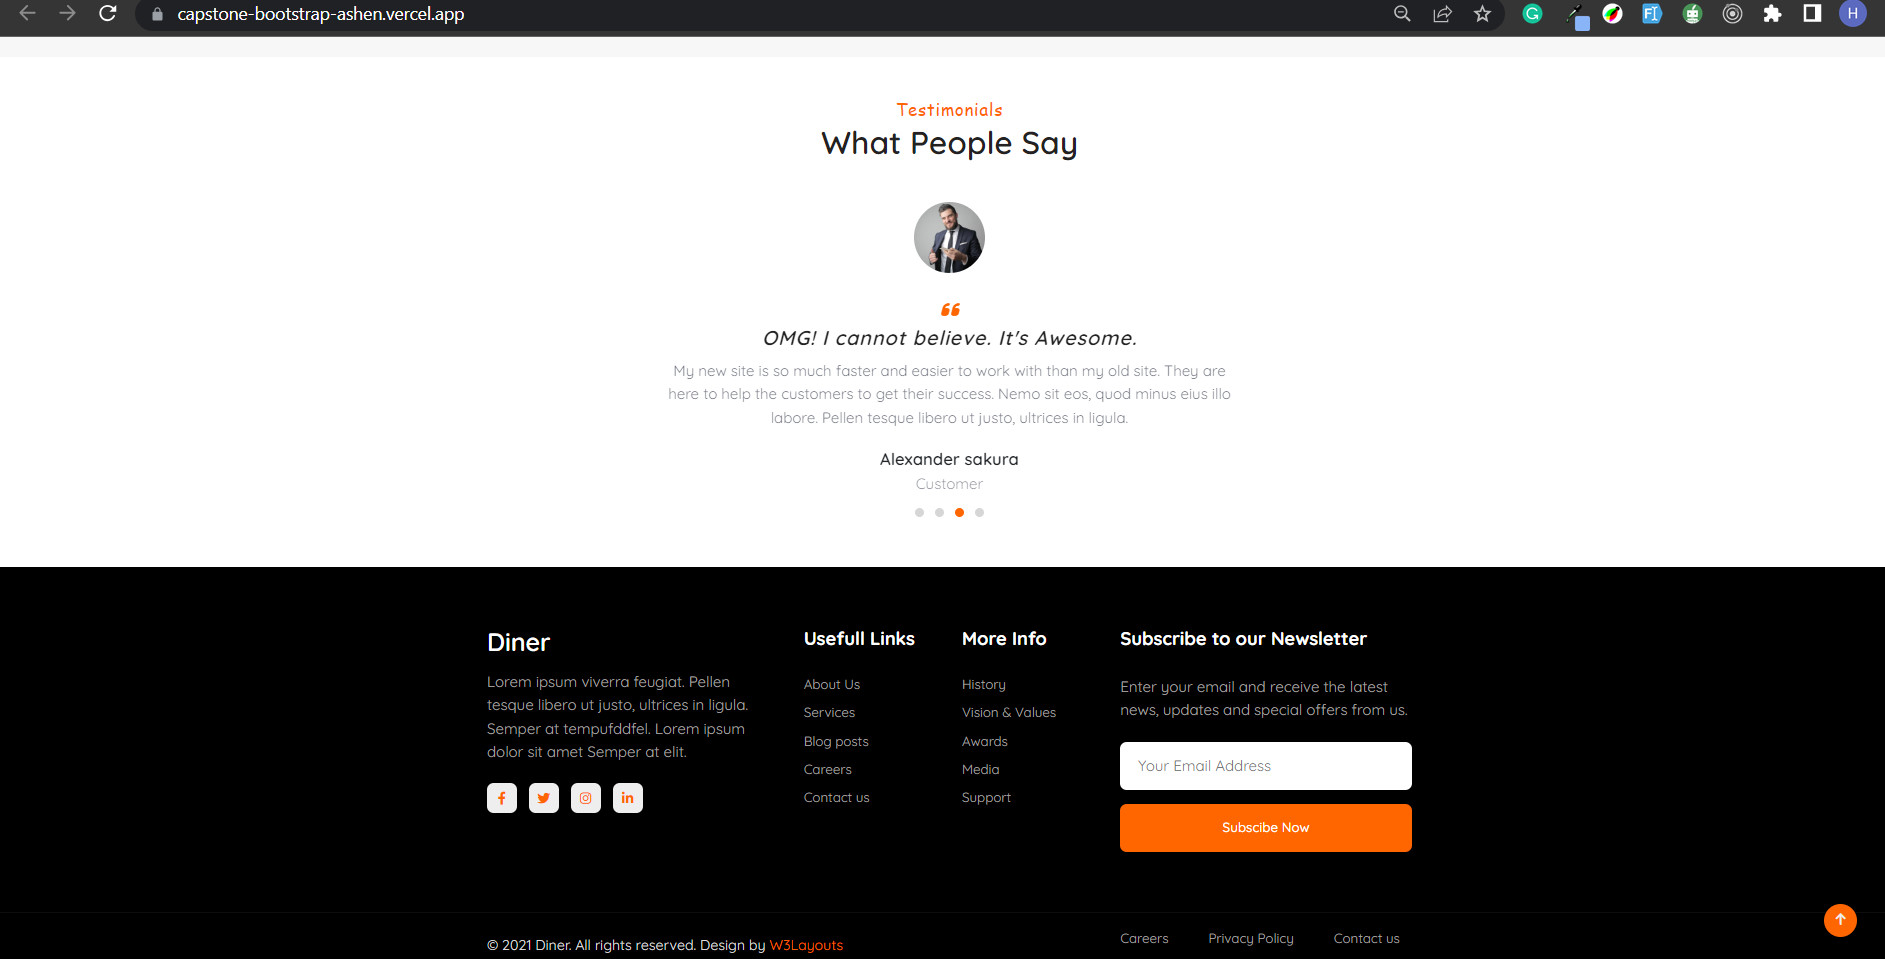 capstone-bootstrap-ashen.vercel.app
H
Testimonials
What People Say
OMG! I cannot believe. It's Awesome.
My new site is so much faster and easier to work with than my old site. They are
here to help the customers to get their success. Nemo sit eos, quod minus eius illo
labore. Pellen tesque libero ut justo, ultrices in ligula.
Alexander sakura
Customer
Diner
Lorem ipsum viverra feugiat. Pellen
tesque libero ut justo, ultrices in ligula.
Semper at tempufddfel. Lorem ipsum
dolor sit amet Semper at elit.
Usefull Links
About Us
Services
Blog posts
Careers
Contact us
More Info
History
Vision & Values
Awards
Media
Support
Subscribe to our Newsletter
Enter your email and receive the latest
news, updates and special offers from us.
Your Email Address
Subscibe Now
© 2021 Diner. All rights reserved. Design by W3Layouts
Careers Privacy Policy Contact us